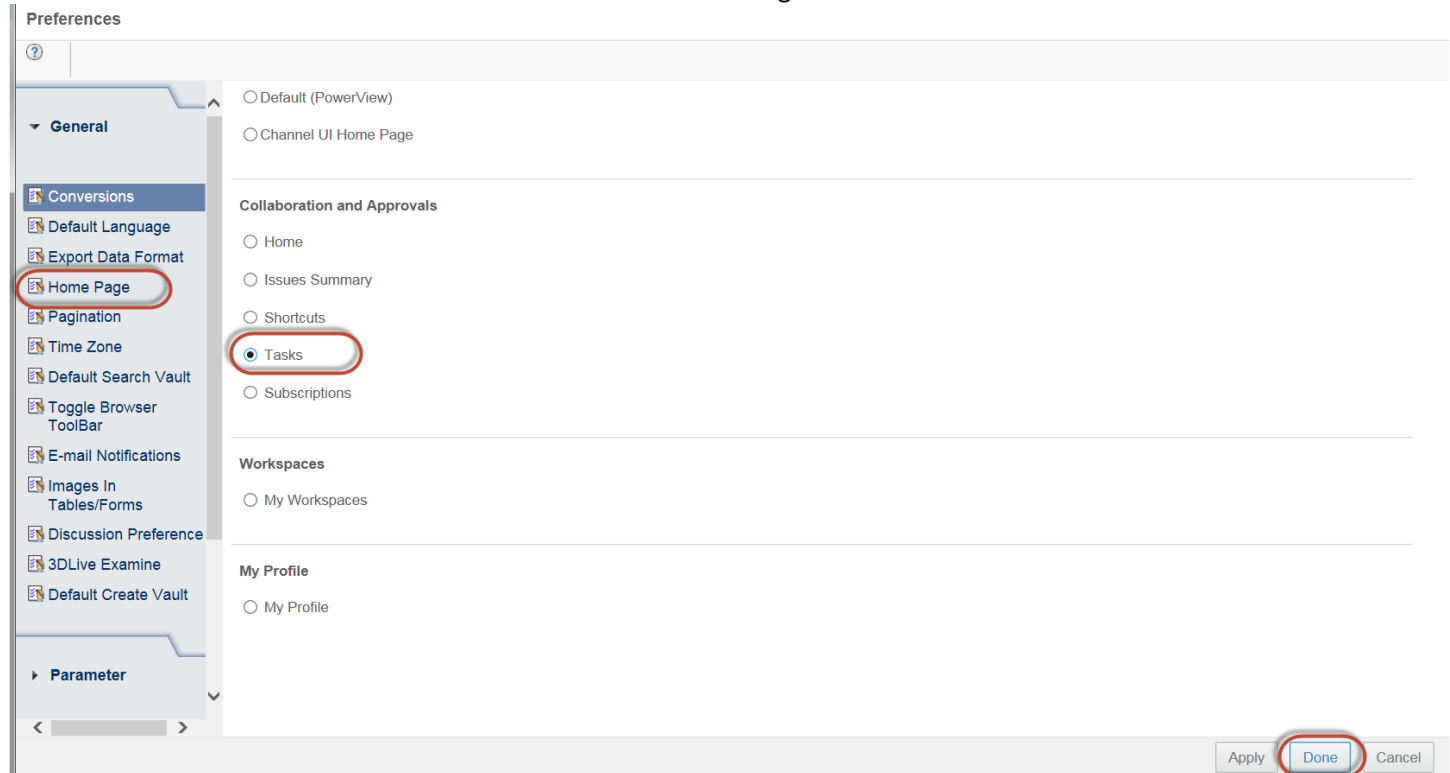 Preferences
General
Conversions
Default Language
Export Data Format
Home Page
Pagination
Time Zone
Default Search Vault
Toggle Browser
ToolBar
E-mail Notifications
Images In
Tables/Forms
Discussion Preference
3DLive Examine
Default Create Vault
Parameter
Default (PowerView)
Channel UI Home Page
Collaboration and Approvals
Home
Issues Summary
Shortcuts
Tasks
Subscriptions
Workspaces
My Workspaces
My Profile
My Profile
Apply Done Cancel